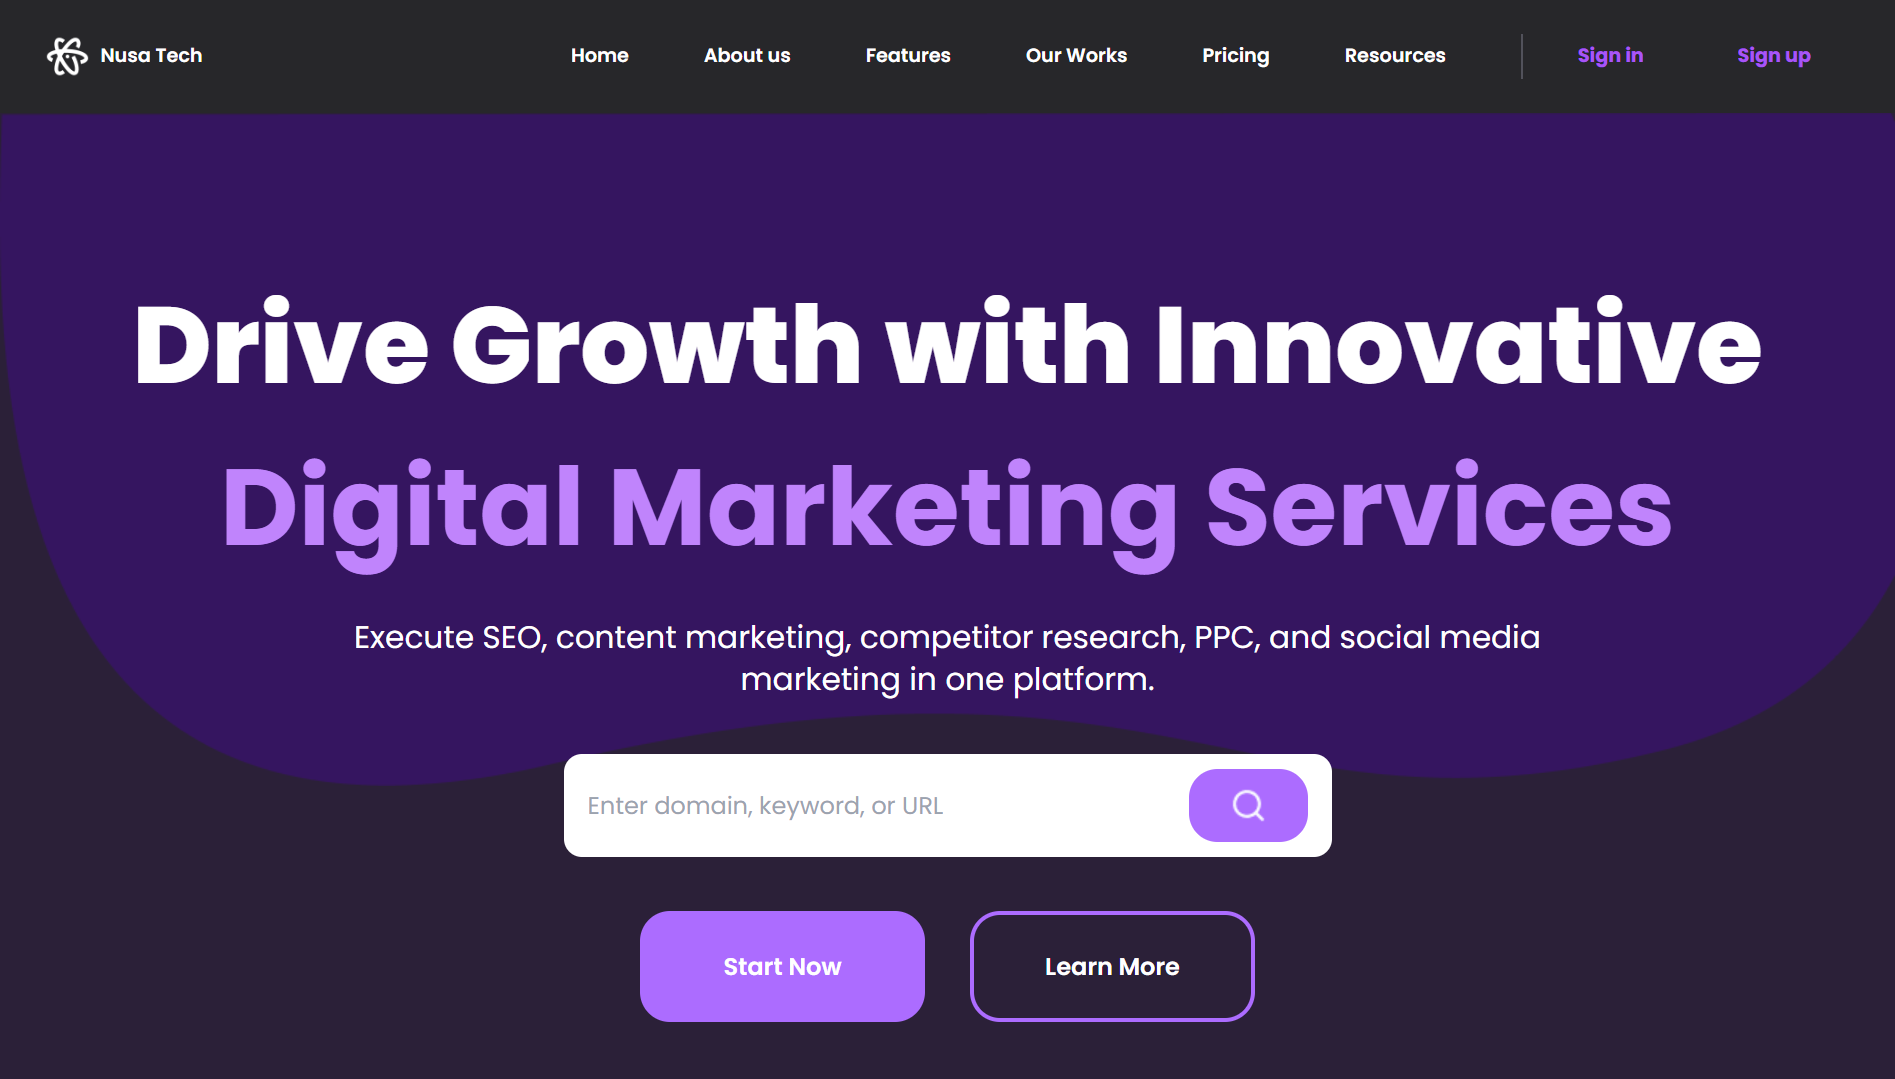 Nusa Tech
Home
About us
Features
Our Works
Pricing
Resources
Sign in
Sign up
Drive Growth with Innovative
Digital Marketing Services
Execute SEO, content marketing, competitor research, PPC, and social media
marketing in one platform.
Enter domain, keyword, or URL
Start Now
Learn More